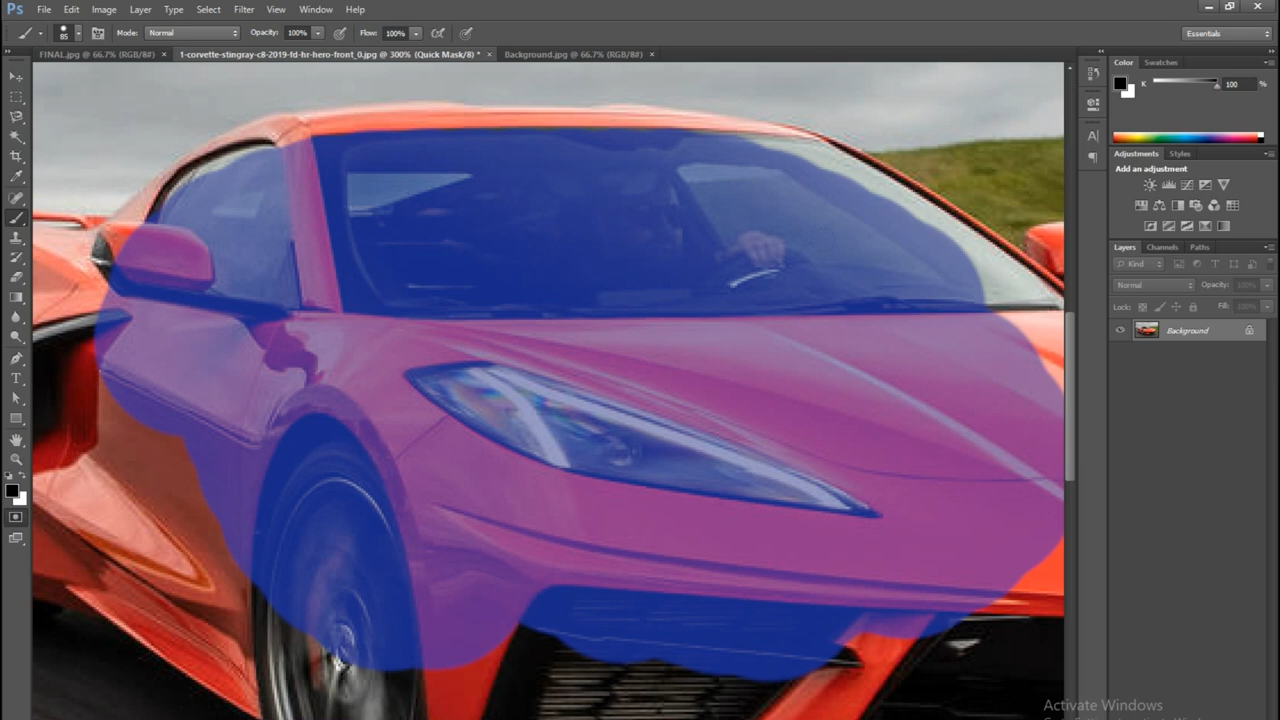 Ps File Edit Image Layer Type Select Filter View Window Help
85 Mode: Normal Opacity: 100% Flow: 100% Essentials
FINAL.jpg @ 66.7% (RGB/8#) × 1-corvette-stingray-c8-2019-fd-hr-hero-front_0.jpg @ 300% (Quick Mask/8) * × Background.jpg @ 66.7% (RGB/8#) ×
Color Swatches
K 100 %
Adjustments Styles
Add an adjustment
Layers Channels Paths
Kind
Normal Opacity: 100%
Lock: Fill: 100%
Background
Activate Windows